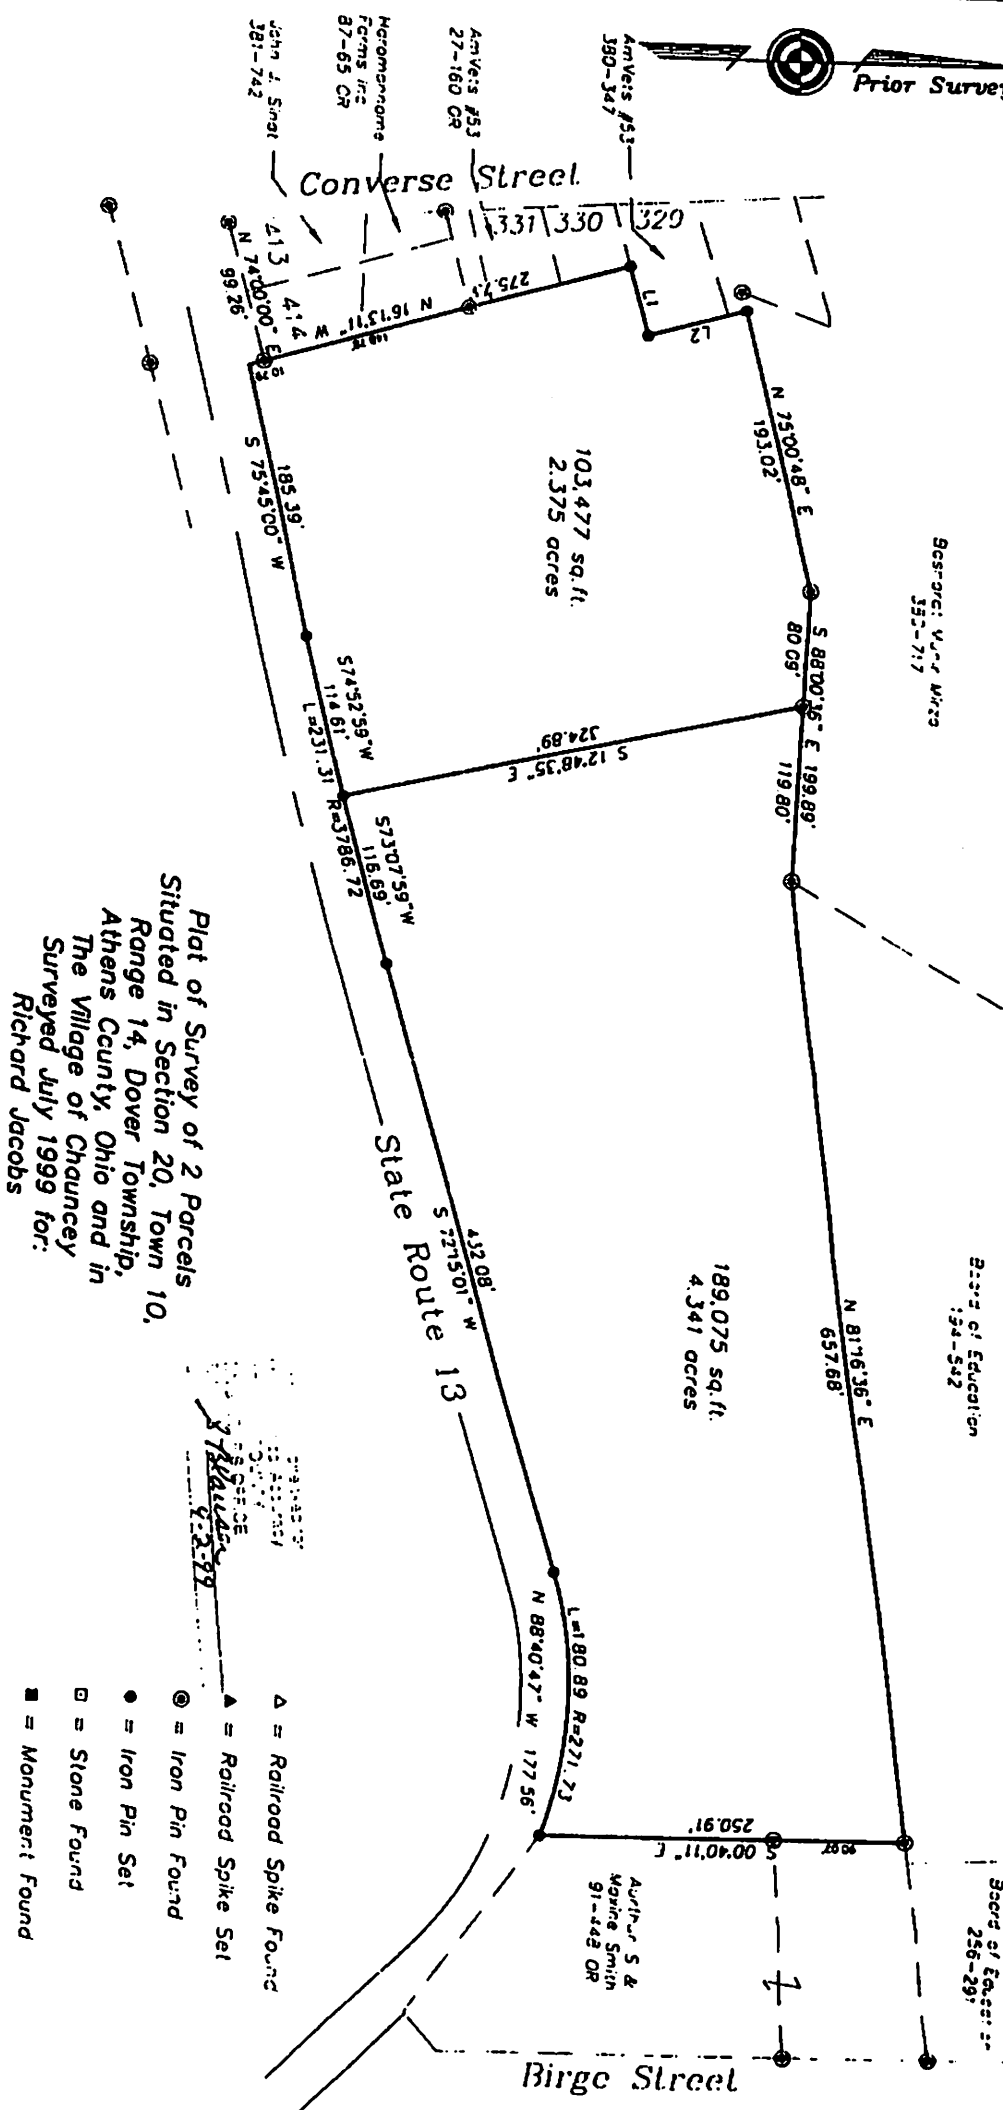 Prior Survey
AmVets #53
380-347
AmVets #53
27-160 OR
Farms Inc
87-65 OR
John J. Sinat
381-742
Converse Street
331
330
329
413
414
N 74°00'00" E
99.26'
N 16°13'11" W
275.73
L1
L2
N 75°00'48" E
193.02'
S 88°00'36" E 199.89'
80.09'
119.80'
103,477 sq.ft.
2.375 acres
185.39'
S 75°45'00" W
S74°52'59"W
114.61'
L=231.31 R=3786.72
S73°07'59"W
116.69'
S 12°48'35" E
324.89'
Board of Education
194-542
N 81°16'36" E
657.68'
189,075 sq.ft.
4.341 acres
432.08'
S 72°15'01" W
State Route 13
L=180.89 R=271.73
N 88°40'47" W 177.56'
S 00°40'11" E
250.91'
Maxine Smith
Board of Education
256-291
Birge Street
Plat of Survey of 2 Parcels
Situated in Section 20, Town 10,
Range 14, Dover Township,
Athens County, Ohio and in
The Village of Chauncey
Surveyed July 1999 for:
Richard Jacobs
△ = Railroad Spike Found
▲ = Railroad Spike Set
◎ = Iron Pin Found
● = Iron Pin Set
⊡ = Stone Found
■ = Monument Found